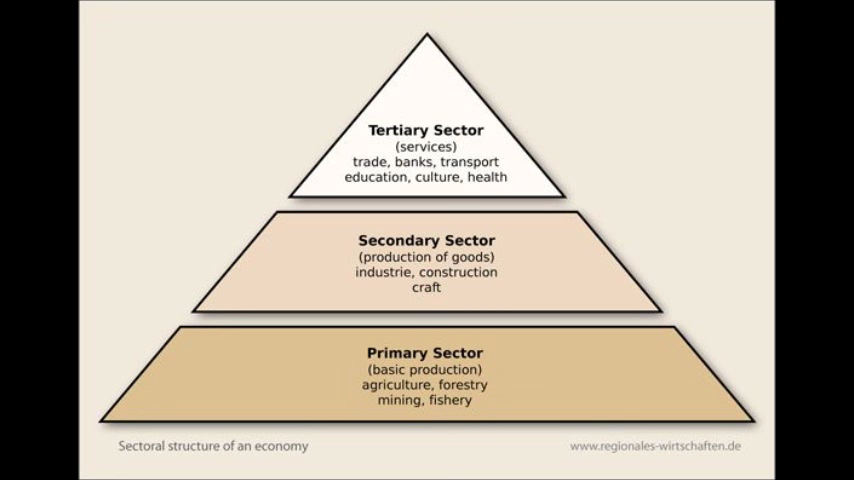 Tertiary Sector
(services)
trade, banks, transport
education, culture, health
Secondary Sector
(production of goods)
industrie, construction
craft
Primary Sector
(basic production)
agriculture, forestry
mining, fishery
Sectoral structure of an economy
www.regionales-wirtschaften.de